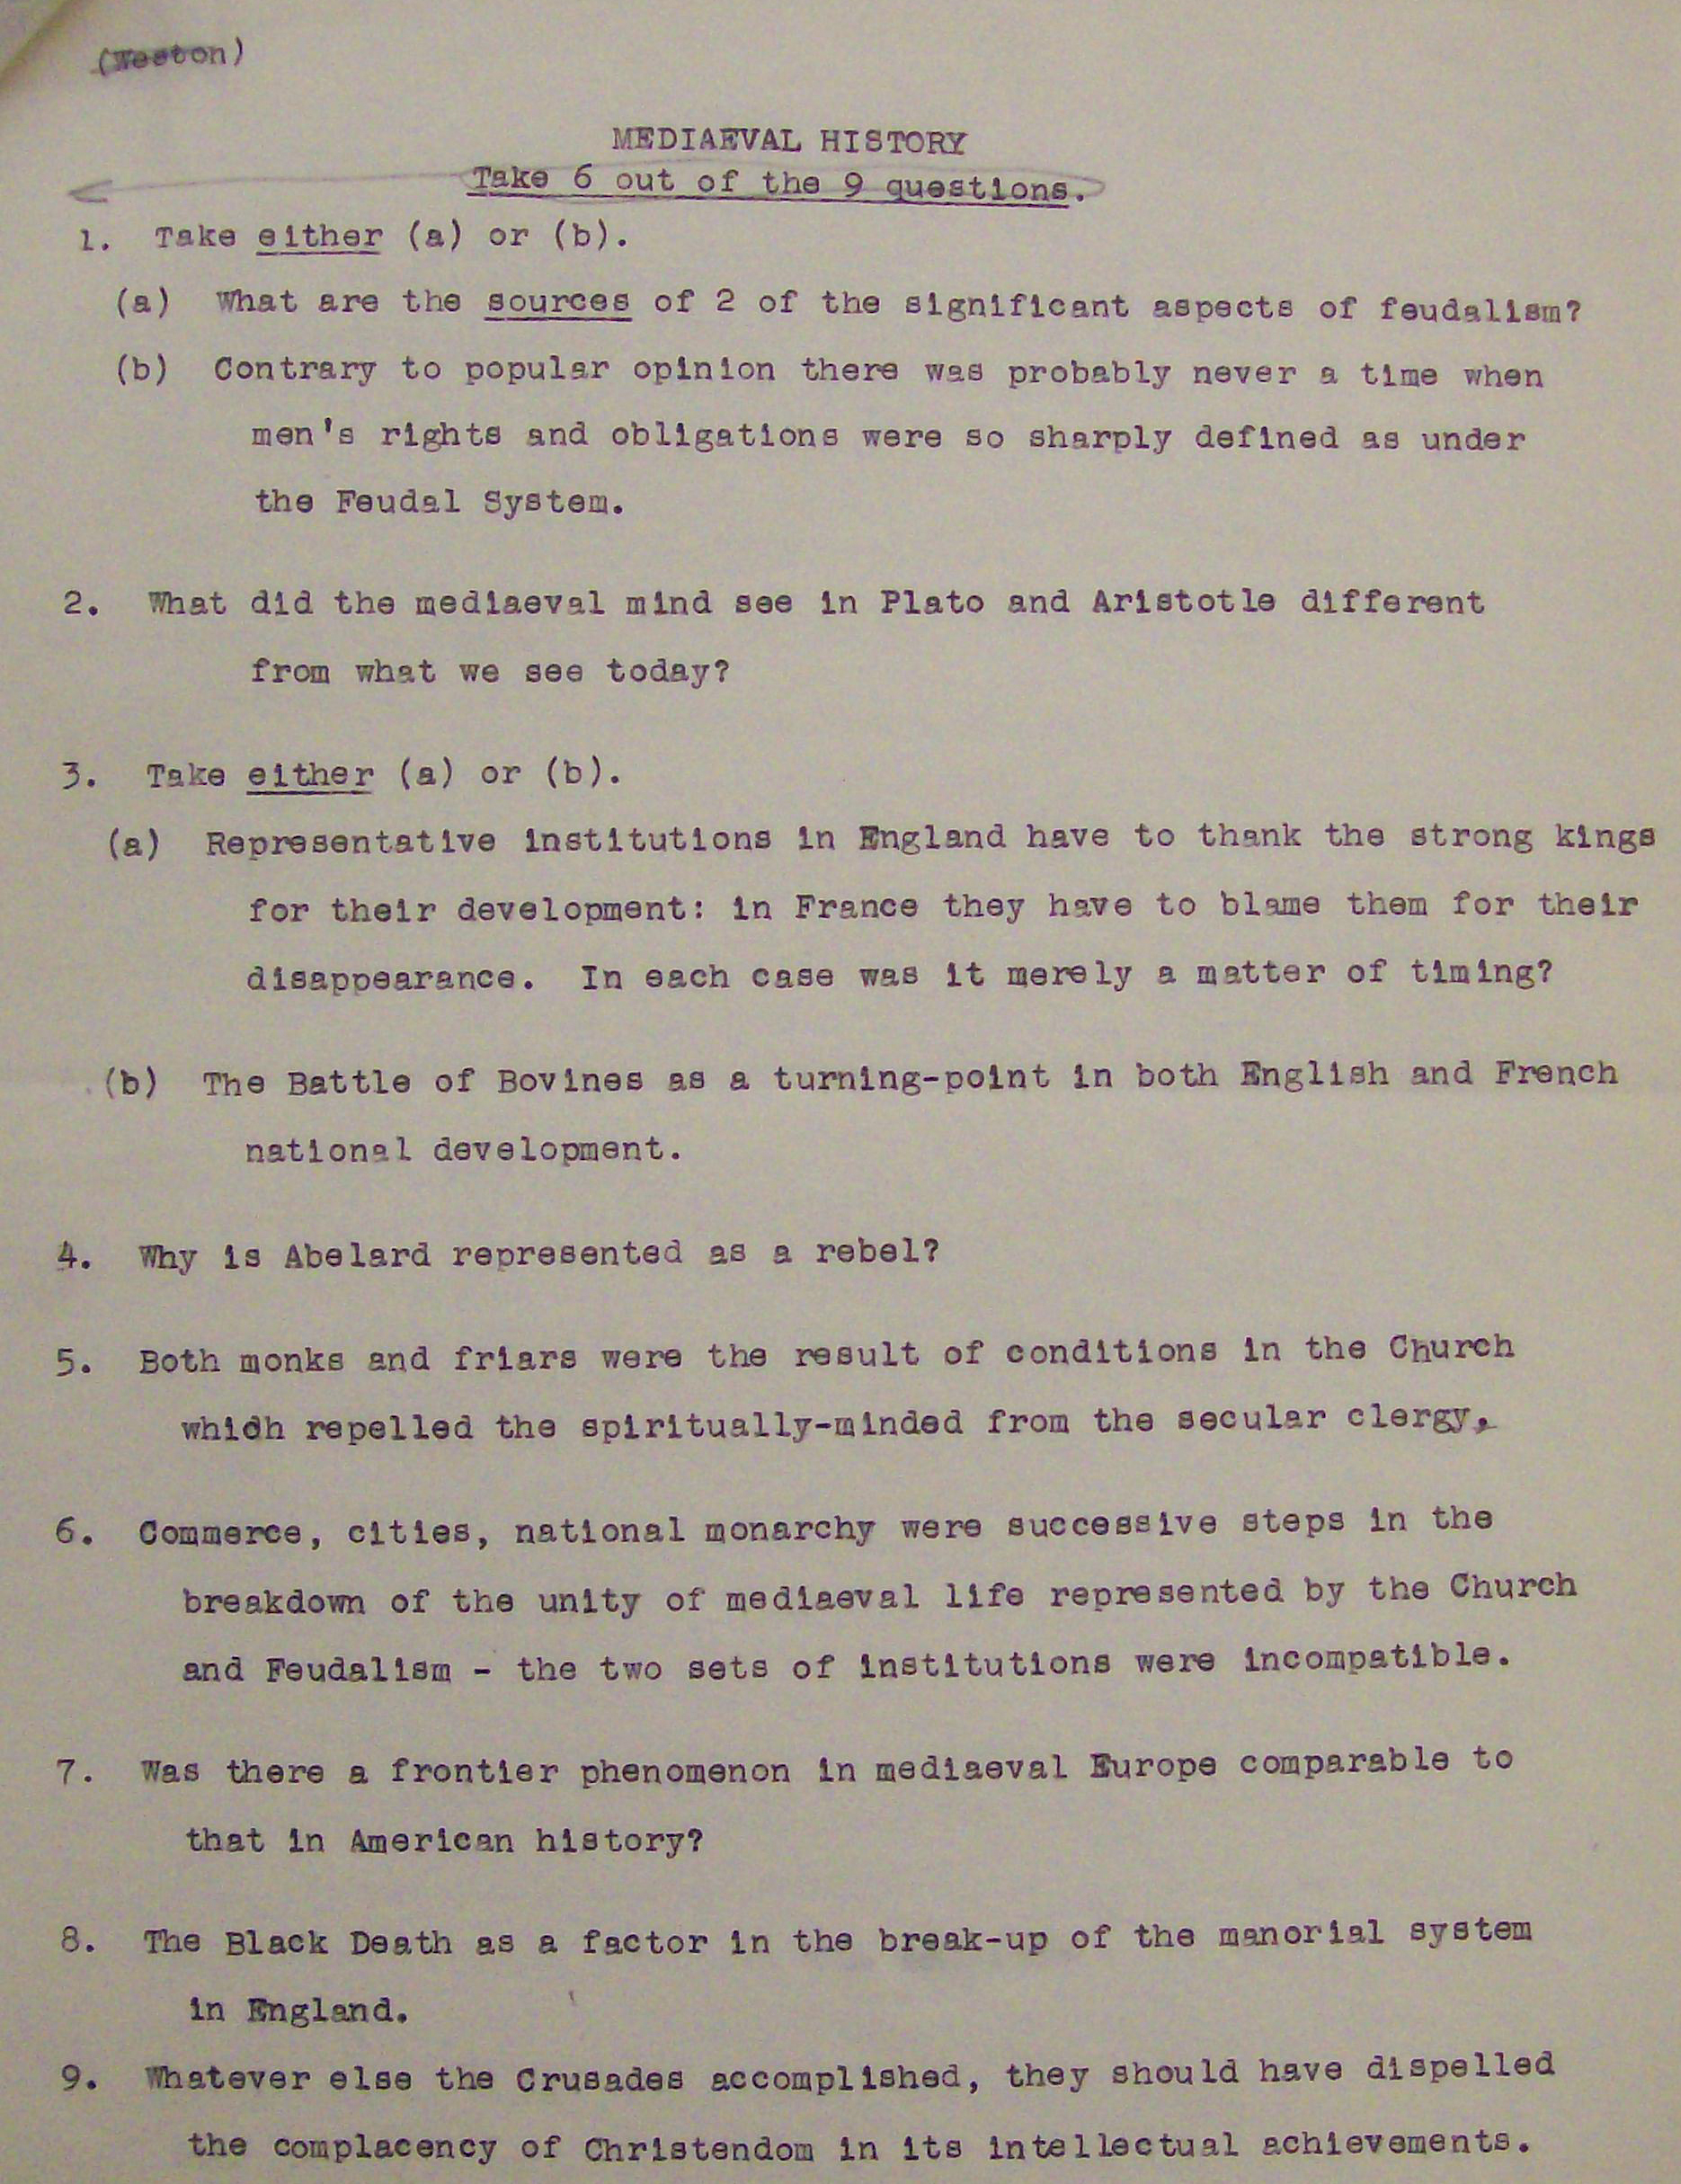 (Weston)
MEDIAEVAL HISTORY
Take 6 out of the 9 questions.
1. Take either (a) or (b).
(a) What are the sources of 2 of the significant aspects of feudalism?
(b) Contrary to popular opinion there was probably never a time when
men's rights and obligations were so sharply defined as under
the Feudal System.
2. What did the mediaeval mind see in Plato and Aristotle different
from what we see today?
3. Take either (a) or (b).
(a) Representative institutions in England have to thank the strong kings
for their development: in France they have to blame them for their
disappearance. In each case was it merely a matter of timing?
(b) The Battle of Bovines as a turning-point in both English and French
national development.
4. Why is Abelard represented as a rebel?
5. Both monks and friars were the result of conditions in the Church
which repelled the spiritually-minded from the secular clergy.
6. Commerce, cities, national monarchy were successive steps in the
breakdown of the unity of mediaeval life represented by the Church
and Feudalism - the two sets of institutions were incompatible.
7. Was there a frontier phenomenon in mediaeval Europe comparable to
that in American history?
8. The Black Death as a factor in the break-up of the manorial system
in England.
9. Whatever else the Crusades accomplished, they should have dispelled
the complacency of Christendom in its intellectual achievements.